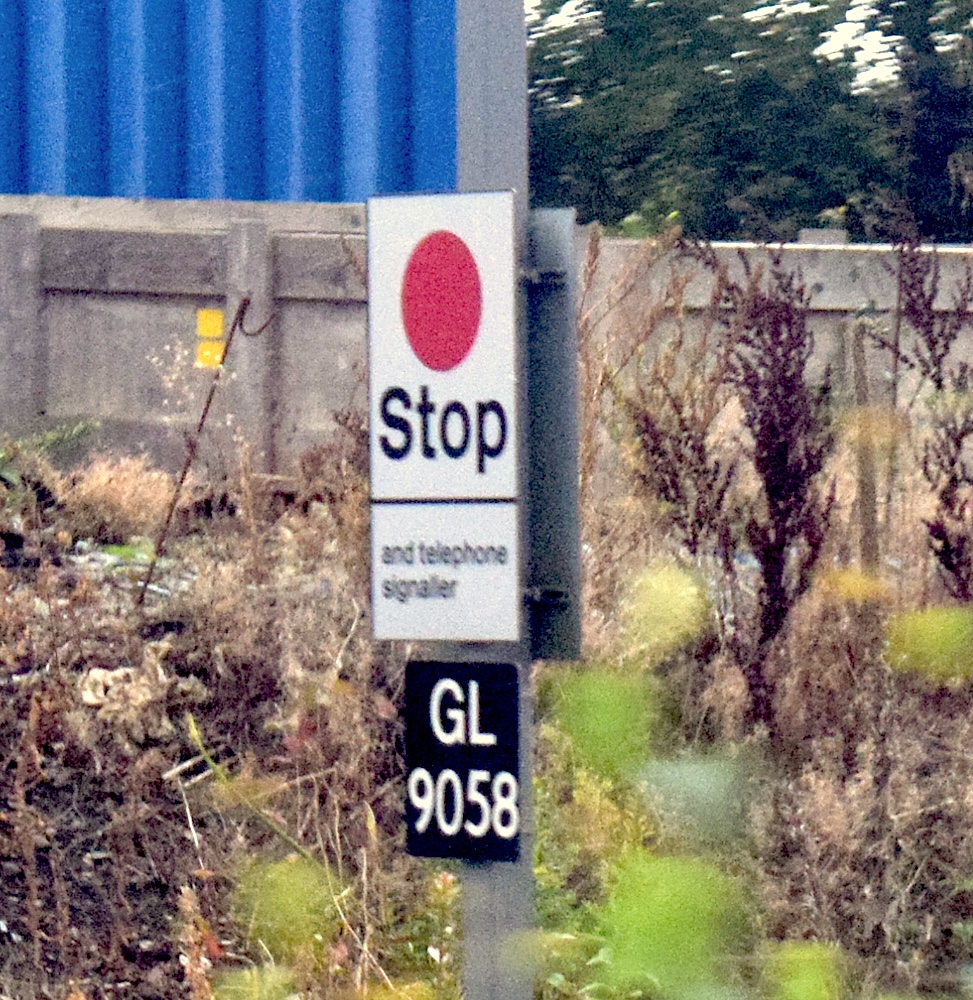 Stop
and telephone
signaller
GL
9058